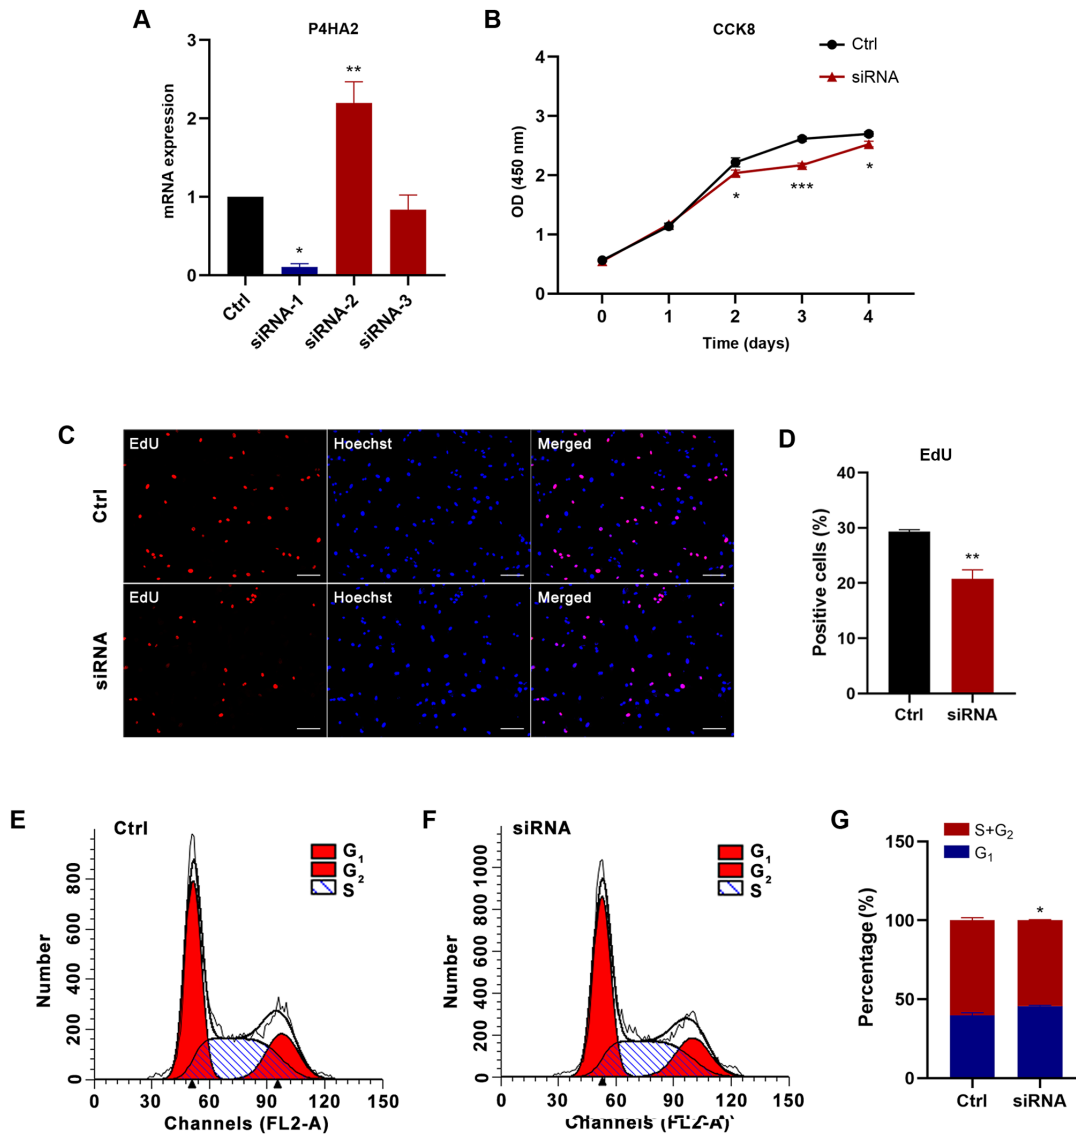 A
P4HA2
mRNA expression
3
2
1
0
**
*
Ctrl
siRNA-1
siRNA-2
siRNA-3
B
CCK8
Ctrl
siRNA
OD (450 nm)
4
3
2
1
0
*
***
*
0 1 2 3 4
Time (days)
C
Ctrl
EdU Hoechst Merged
siRNA
EdU Hoechst Merged
D
EdU
Positive cells (%)
40
30
20
10
0
**
Ctrl siRNA
E
Ctrl
G1
G2
S
Number
800
600
400
200
0
0 30 60 90 120 150
Channels (FL2-A)
F
siRNA
G1
G2
S
Number
1000
800
600
400
200
0
0 30 60 90 120 150
Channels (FL2-A)
G
S+G2
G1
Percentage (%)
150
100
50
0
*
Ctrl siRNA